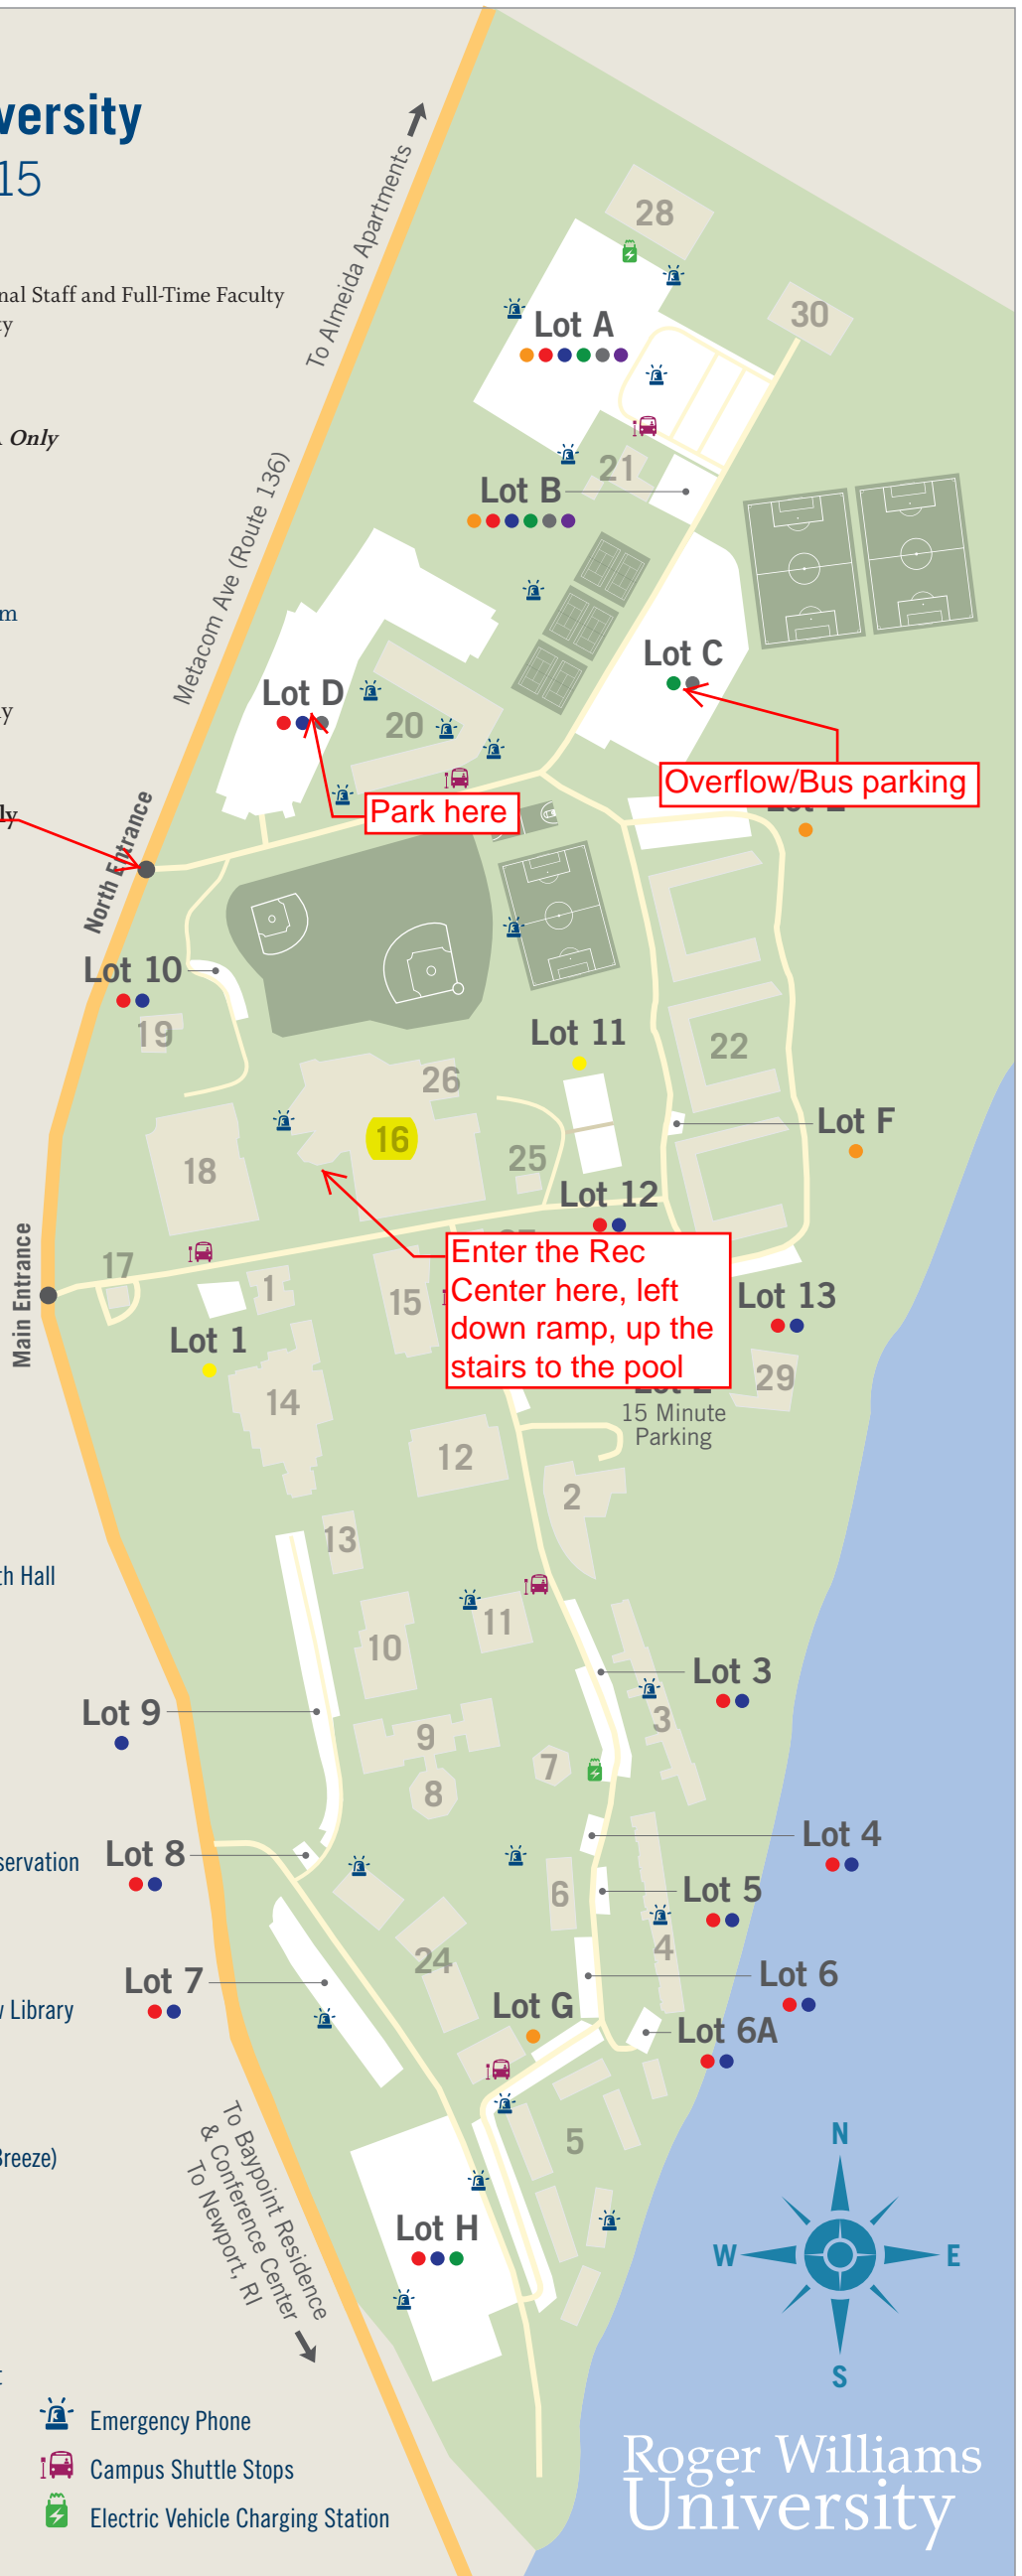 versity
15
To Almeida Apartments
28
nal Staff and Full-Time Faculty
ty
Lot A
30
Only
21
Lot B
Metacom Ave (Route 136)
m
Lot C
Lot D
y
20
Overflow/Bus parking
Park here
ly
North Entrance
Lot 10
19
Lot 11
22
26
16
Lot F
18
25
Lot 12
Main Entrance
17
Enter the Rec
Center here, left
down ramp, up the
stairs to the pool
1
15
Lot 13
Lot 1
29
14
15 Minute
Parking
12
2
13
th Hall
11
10
Lot 3
Lot 9
3
9
7
8
Lot 4
Lot 8
servation
Lot 5
6
4
24
Lot 7
Lot 6
Lot G
w Library
Lot 6A
To Baypoint Residence
& Conference Center
To Newport, RI
5
Breeze)
N
Lot H
W
E
S
t
Emergency Phone
Campus Shuttle Stops
Electric Vehicle Charging Station
Roger Williams
University